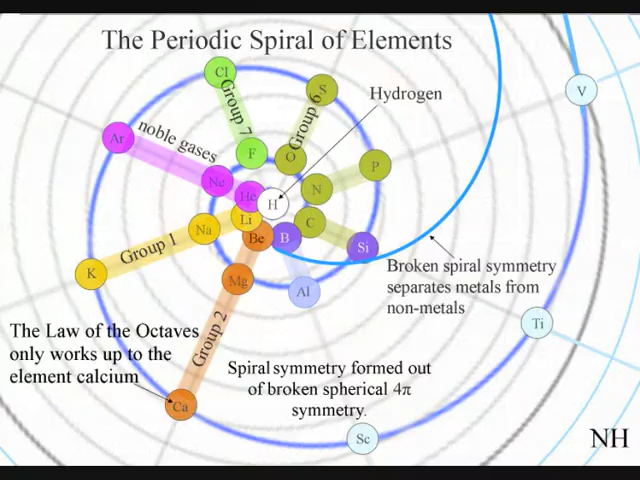 The Periodic Spiral of Elements
Cl
S
Group 7
Group 6
Hydrogen
V
Ar
noble gases
F
O
P
Ne
He
H
N
Li
Na
Be
B
C
Si
Group 1
K
Mg
Al
Broken spiral symmetry
separates metals from
non-metals
Ti
The Law of the Octaves
only works up to the
element calcium
Group 2
Spiral symmetry formed out
of broken spherical 4π
symmetry.
Ca
Sc
NH